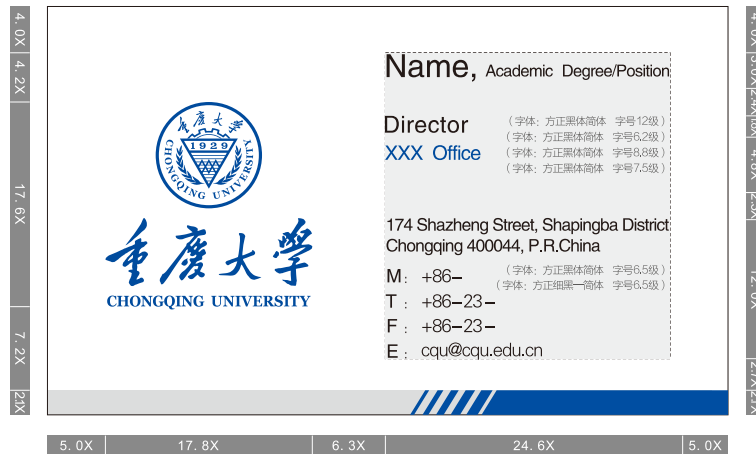 4. 0X
4. 2X
17. 6X
7. 2X
2.1X
重庆大学
1929
CHONGQING UNIVERSITY
重庆大学
CHONGQING UNIVERSITY
Name, Academic Degree/Position
Director
XXX Office
(字体: 方正黑体简体 字号12级)
(字体: 方正黑体简体 字号6.2级)
(字体: 方正黑体简体 字号8.8级)
(字体: 方正黑体简体 字号7.5级)
174 Shazheng Street, Shapingba District
Chongqing 400044, P.R.China
M: +86– (字体: 方正黑体简体 字号6.5级)
(字体: 方正细黑一简体 字号6.5级)
T: +86–23–
F: +86–23–
E: cqu@cqu.edu.cn
5. 0X 17. 8X 6. 3X 24. 6X 5. 0X